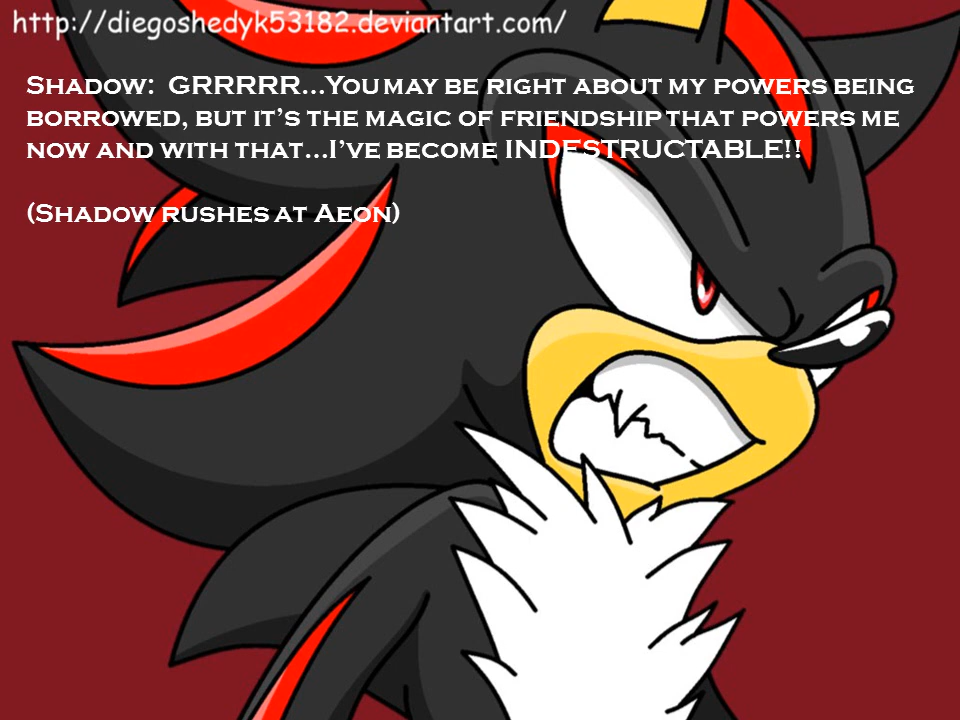 http://diegoshedyk53182.deviantart.com/
Shadow: GRRRRR...You may be right about my powers being
borrowed, but it's the magic of friendship that powers me
now and with that...I've become INDESTRUCTABLE!!
(Shadow rushes at Aeon)